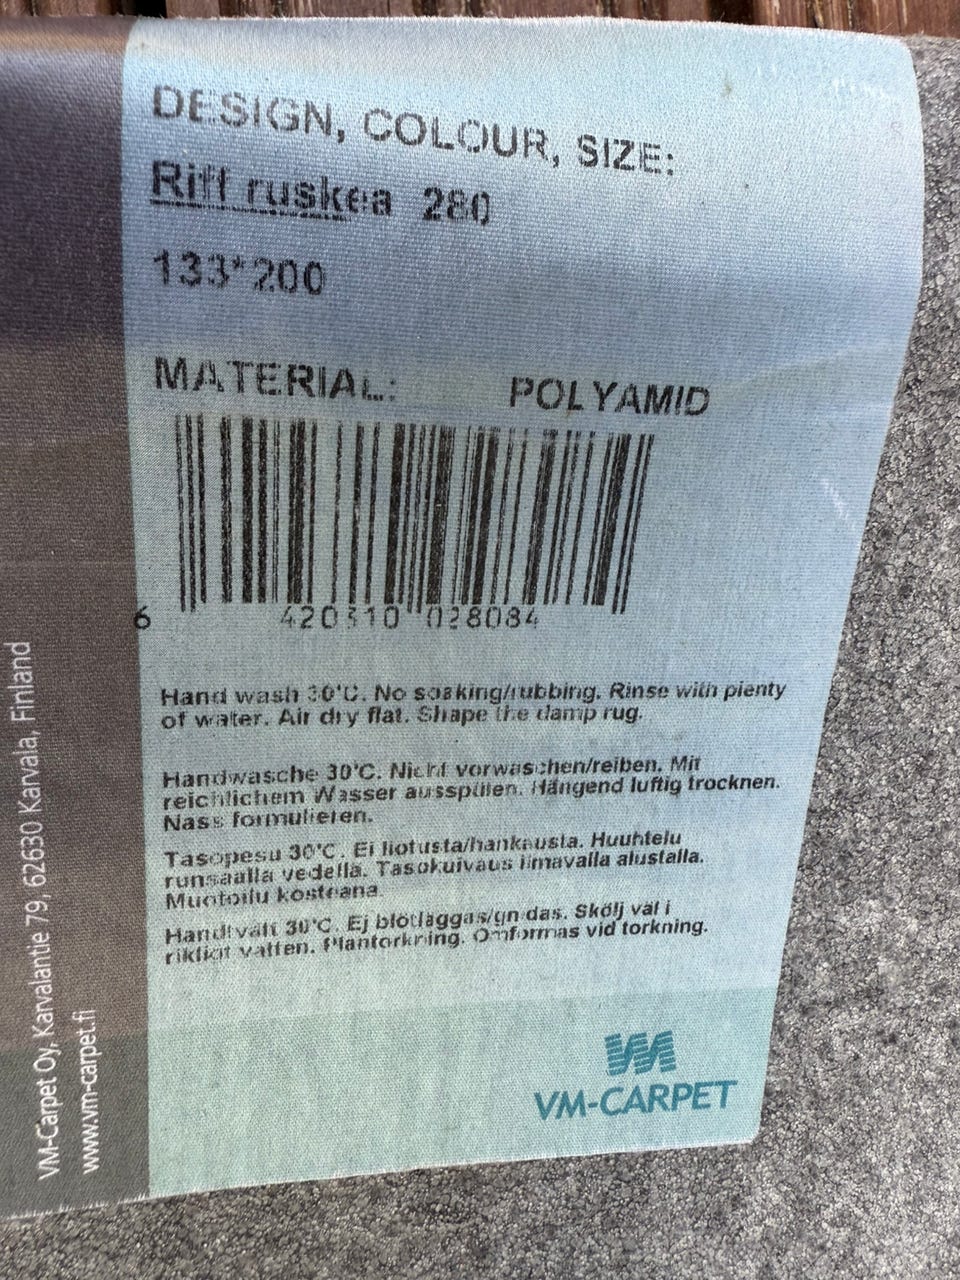 DESIGN, COLOUR, SIZE:
Riff ruskea 280
133*200
MATERIAL: POLYAMID
6 420310 028084
Hand wash 30'C. No soaking/rubbing. Rinse with plenty
of water. Air dry flat. Shape the damp rug.
Handwasche 30'C. Nicht vorwaschen/reiben. Mit
reichlichem Wasser ausspülen. Hängend luftig trocknen.
Nass formulieren.
Tasopesu 30'C. Ei liotusta/hankausta. Huuhtelu
runsaalla vedellä. Tasokuivaus ilmavalla alustalla.
Muotoilu kosteana.
Handtvätt 30'C. Ej blötläggas/gn das. Skölj väl i
rikligt vatten. Plantorkning. Omformas vid torkning.
VM-CARPET
VM-Carpet Oy, Karvalantie 79, 62630 Karvala, Finland
www.vm-carpet.fi